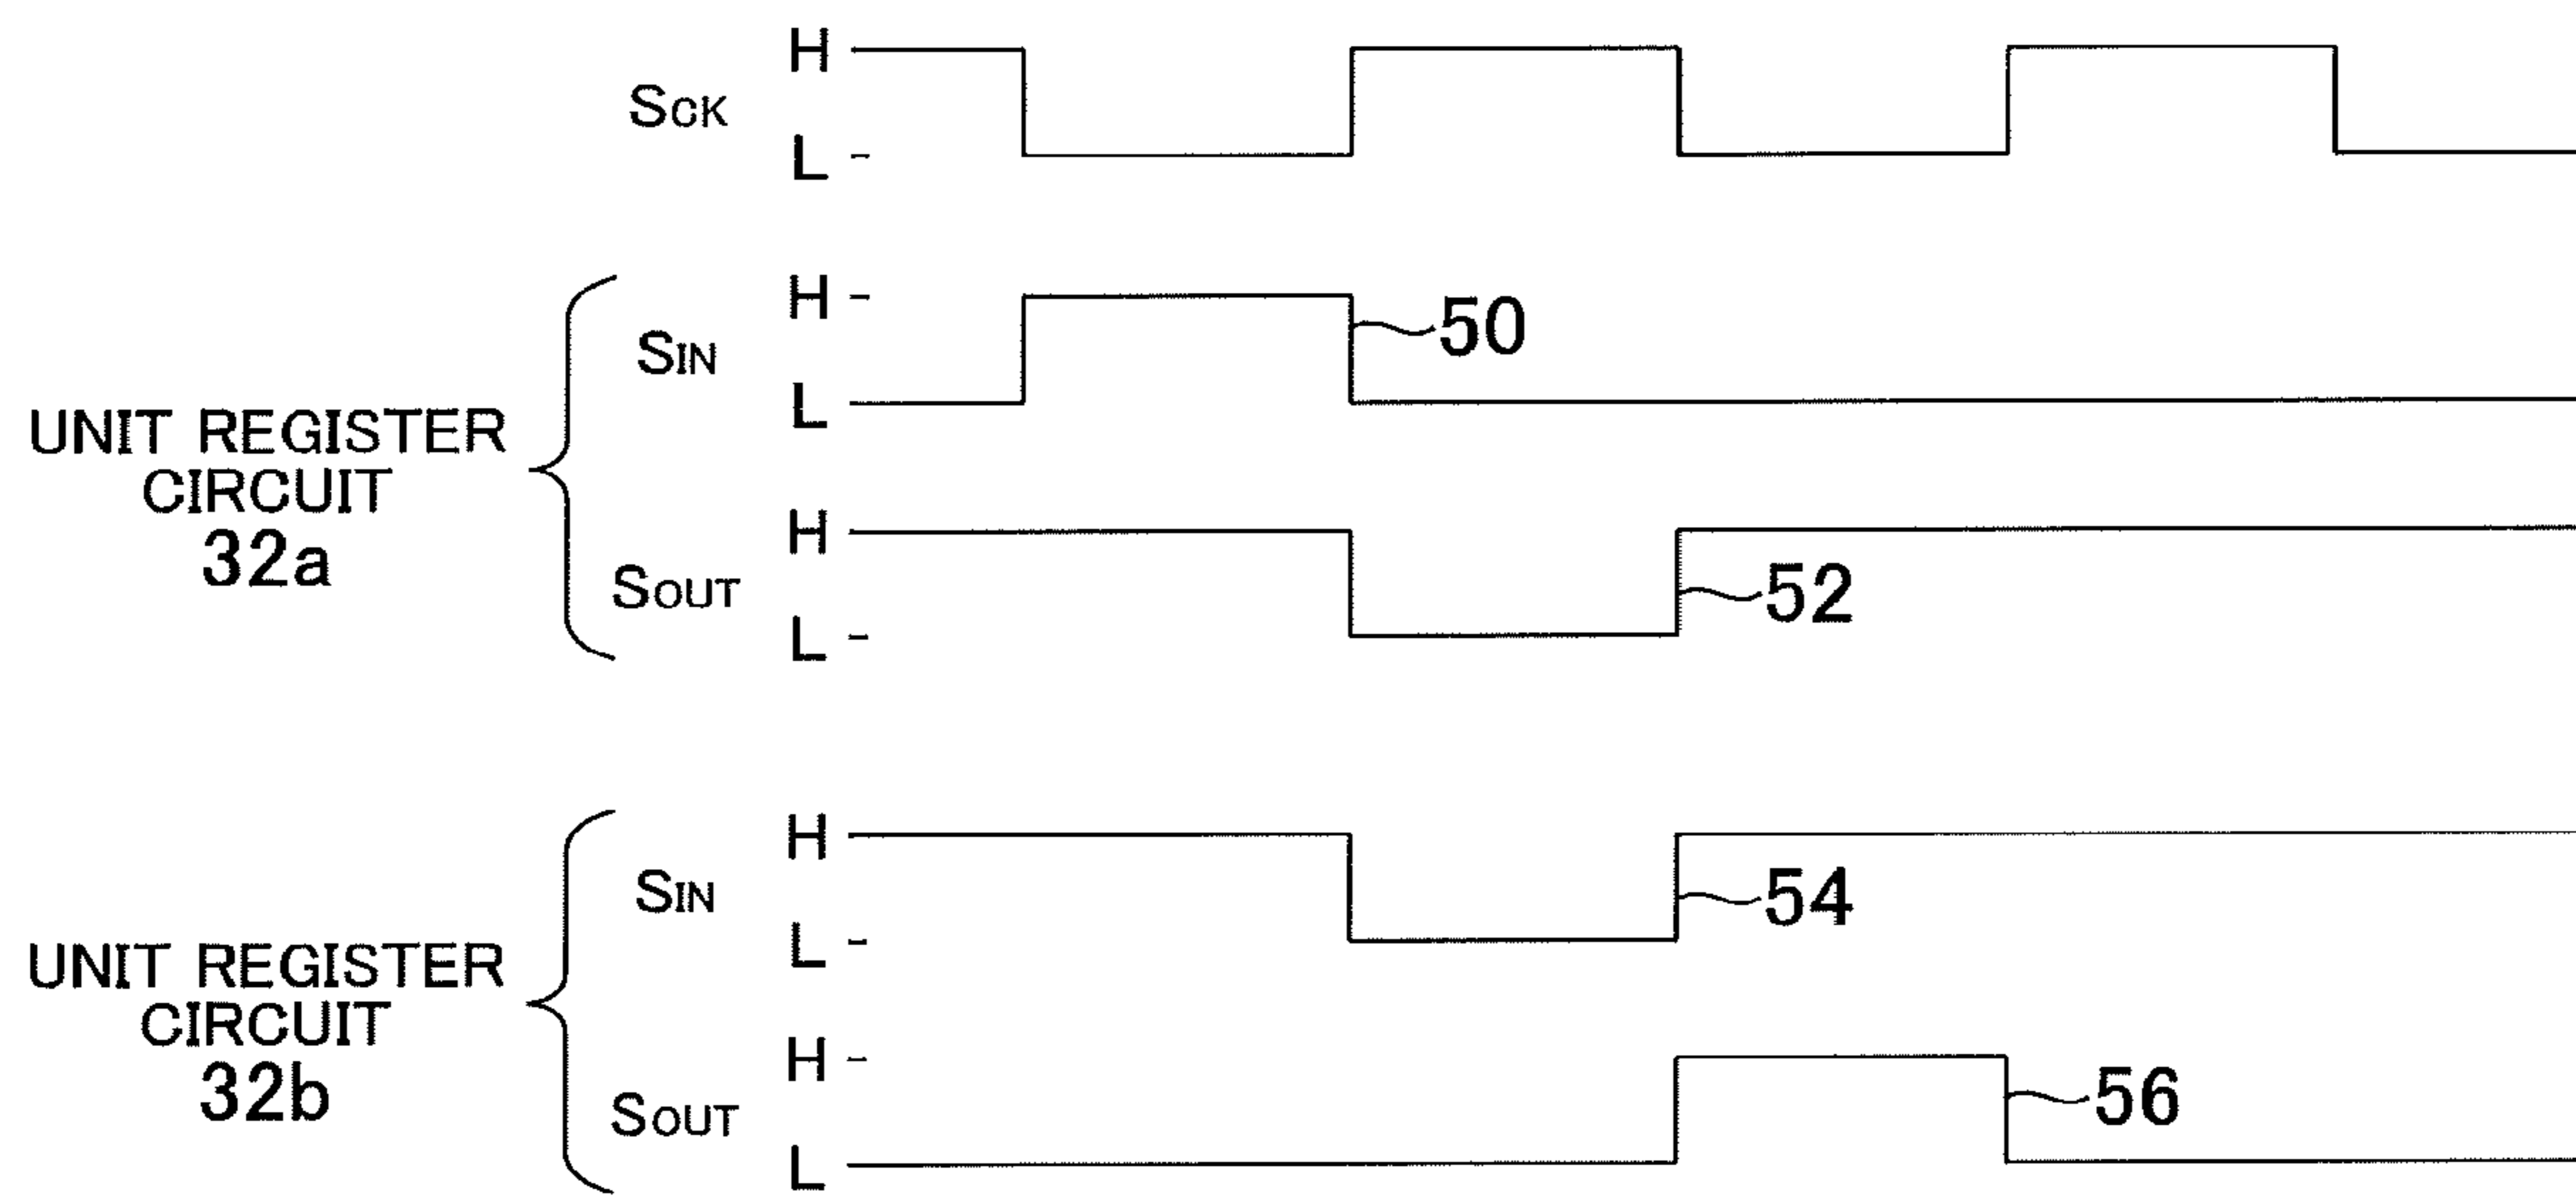 H
SCK
L
H
SIN
50
L
UNIT REGISTER
CIRCUIT
32a
H
SOUT
52
L
H
SIN
54
L
UNIT REGISTER
CIRCUIT
32b
H
SOUT
56
L